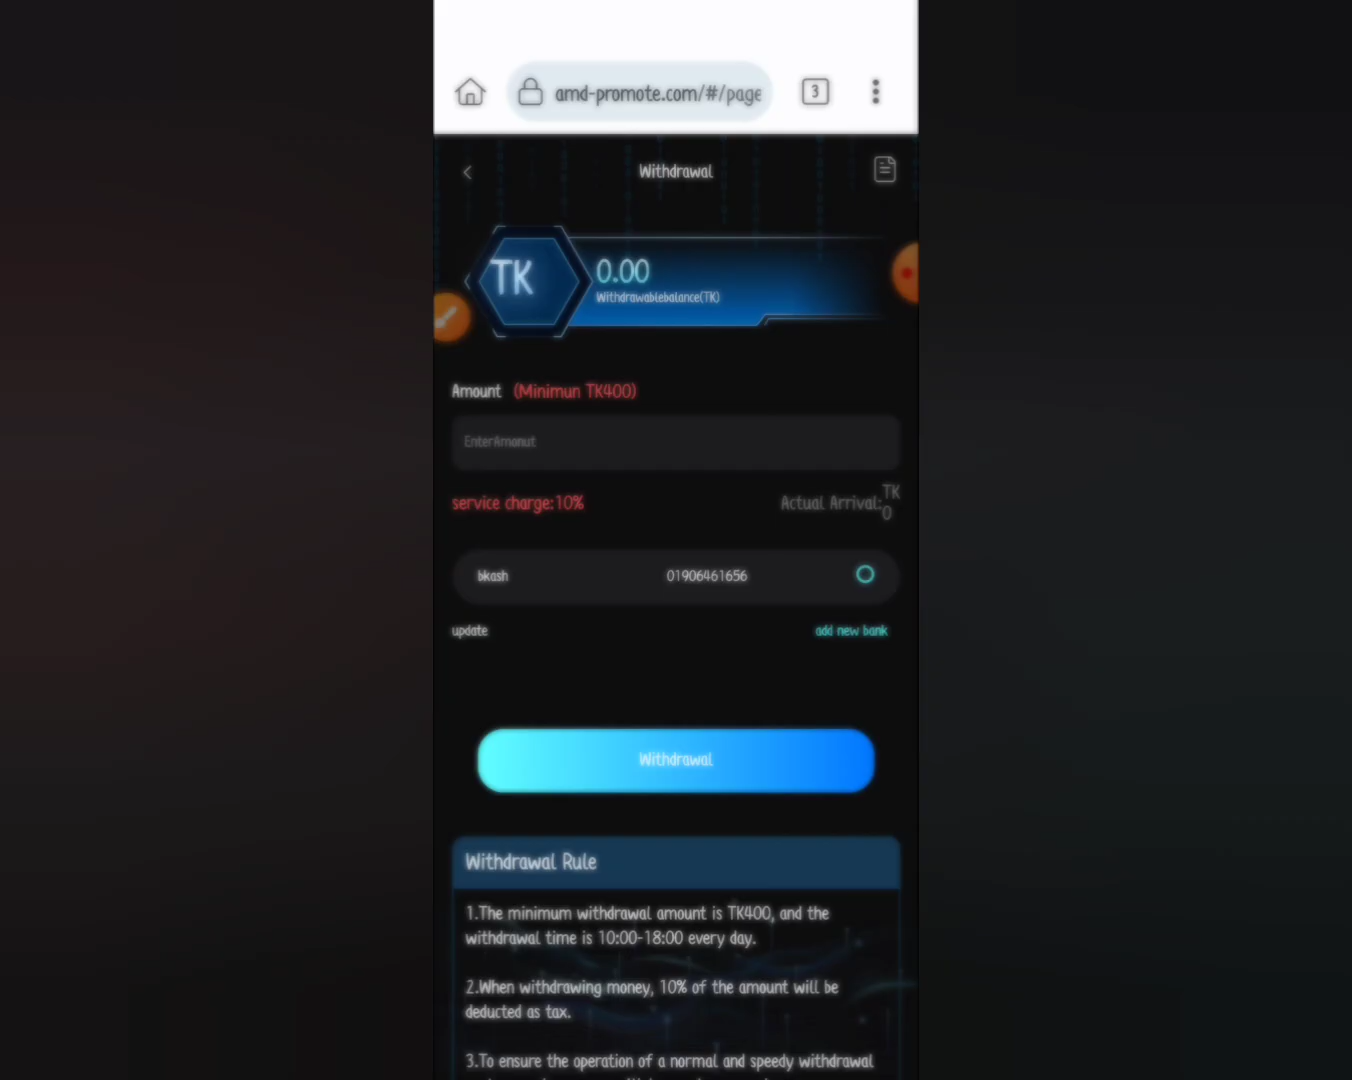 amd-promote.com/#/page
3
Withdrawal
TK
0.00
Withdrawablebalance(TK)
Amount (Minimun TK400)
EnterAmonut
service charge:10%
Actual Arrival:TK 0
bkash 01906461656
update
add new bank
Withdrawal
Withdrawal Rule
1.The minimum withdrawal amount is TK400, and the
withdrawal time is 10:00-18:00 every day.
2.When withdrawing money, 10% of the amount will be
deducted as tax.
3.To ensure the operation of a normal and speedy withdrawal